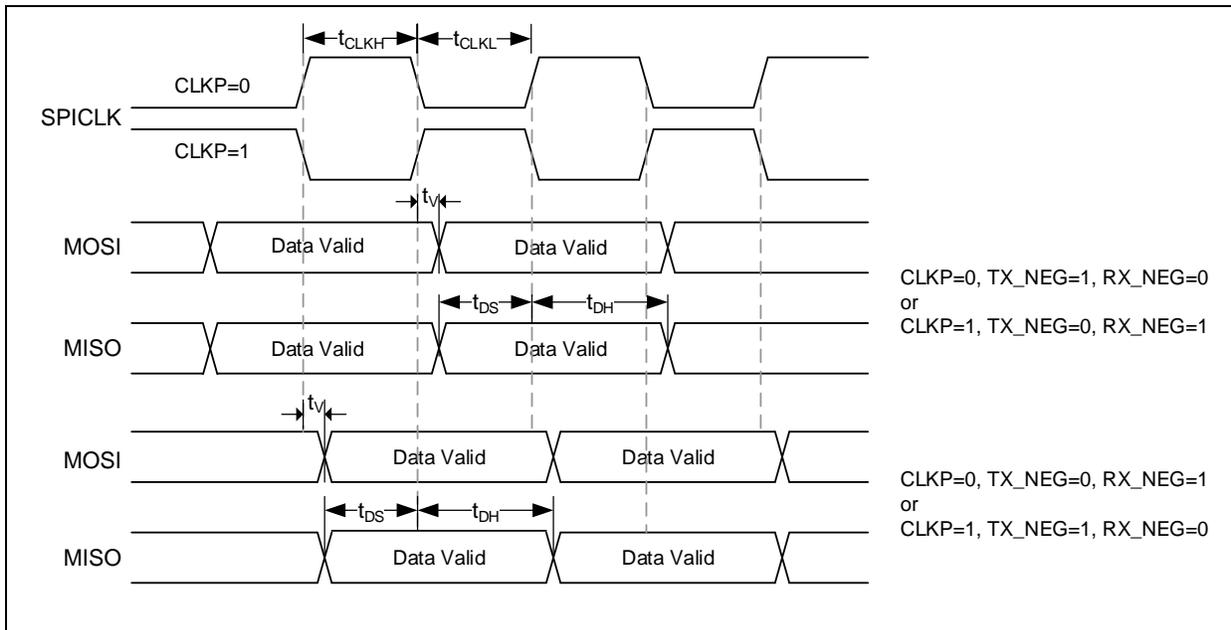 tCLKH tCLKL
CLKP=0
SPICLK
CLKP=1
tV
MOSI Data Valid Data Valid
CLKP=0, TX_NEG=1, RX_NEG=0
or
CLKP=1, TX_NEG=0, RX_NEG=1
tDS tDH
MISO Data Valid Data Valid
tV
MOSI Data Valid Data Valid
CLKP=0, TX_NEG=0, RX_NEG=1
or
CLKP=1, TX_NEG=1, RX_NEG=0
tDS tDH
MISO Data Valid Data Valid